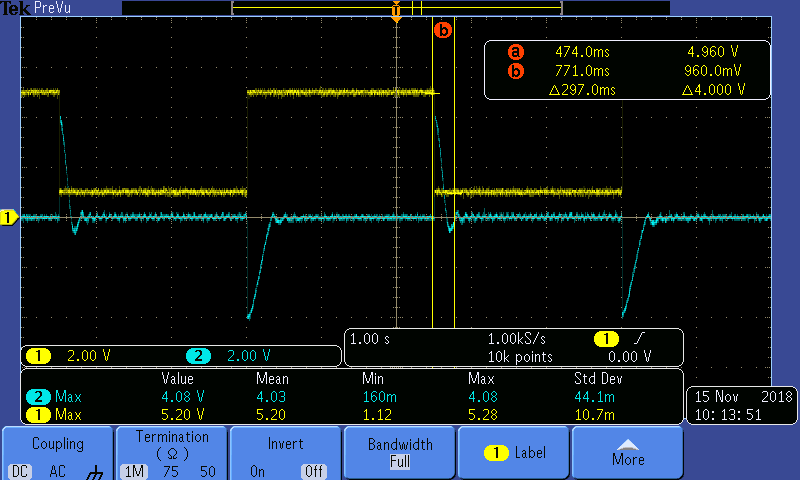 Tek PreVu
T
b
a 474.0ms 4.960 V
b 771.0ms 960.0mV
△297.0ms △4.000 V
1
1 2.00 V 2 2.00 V
1.00 s 1.00kS/s 1
10k points 0.00 V
Value Mean Min Max Std Dev
2 Max 4.08 V 4.03 160m 4.08 44.1m
1 Max 5.20 V 5.20 1.12 5.28 10.7m
15 Nov 2018
10:13:51
Coupling
DC AC
Termination
(Ω)
1M 75 50
Invert
On Off
Bandwidth
Full
1 Label
More